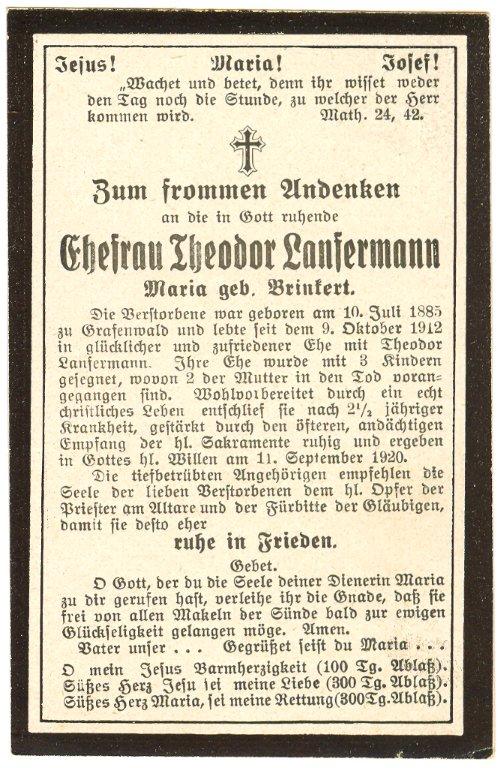 Jesus! Maria! Josef!
„Wachet und betet, denn ihr wisset weder
den Tag noch die Stunde, zu welcher der Herr
kommen wird. Math. 24, 42.
Zum frommen Andenken
an die in Gott ruhende
Ehefrau Theodor Lansermann
Maria geb. Brinkert.
Die Verstorbene war geboren am 10. Juli 1885
zu Grafenwald und lebte seit dem 9. Oktober 1912
in glücklicher und zufriedener Ehe mit Theodor
Lansermann. Ihre Ehe wurde mit 3 Kindern
gesegnet, wovon 2 der Mutter in den Tod voran-
gegangen sind. Wohlvorbereitet durch ein echt
christliches Leben entschlief sie nach 2½ jähriger
Krankheit, gestärkt durch den öfteren, andächtigen
Empfang der hl. Sakramente ruhig und ergeben
in Gottes hl. Willen am 11. September 1920.
Die tiefbetrübten Angehörigen empfehlen die
Seele der lieben Verstorbenen dem hl. Opfer der
Priester am Altare und der Fürbitte der Gläubigen,
damit sie desto eher
ruhe in Frieden.
Gebet.
O Gott, der du die Seele deiner Dienerin Maria
zu dir gerufen hast, verleihe ihr die Gnade, daß sie
frei von allen Makeln der Sünde bald zur ewigen
Glückseligkeit gelangen möge. Amen.
Vater unser . . . Gegrüßet seist du Maria . . .
O mein Jesus Barmherzigkeit (100 Tg. Ablaß).
Süßes Herz Jesu sei meine Liebe (300 Tg. Ablaß).
Süßes Herz Maria, sei meine Rettung (300 Tg. Ablaß).